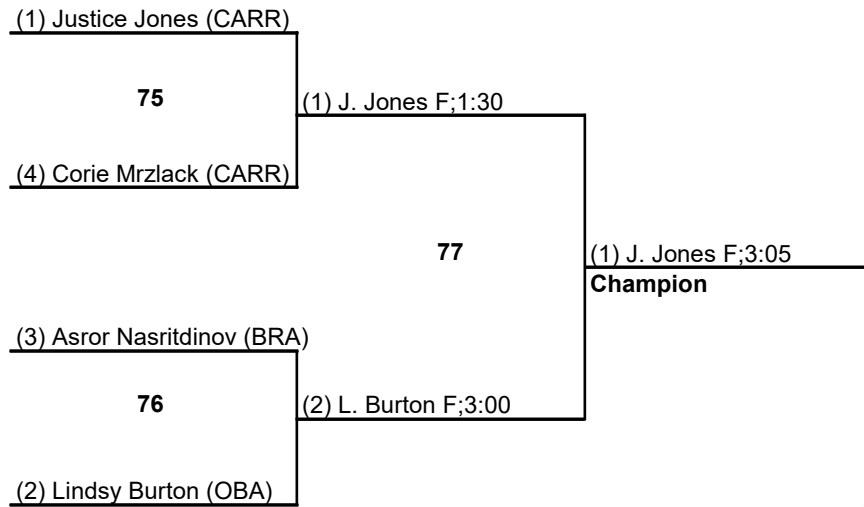 (1) Justice Jones (CARR)
75
(1) J. Jones F;1:30
(4) Corie Mrzlack (CARR)
77
(1) J. Jones F;3:05
Champion
(3) Asror Nasritdinov (BRA)
76
(2) L. Burton F;3:00
(2) Lindsy Burton (OBA)